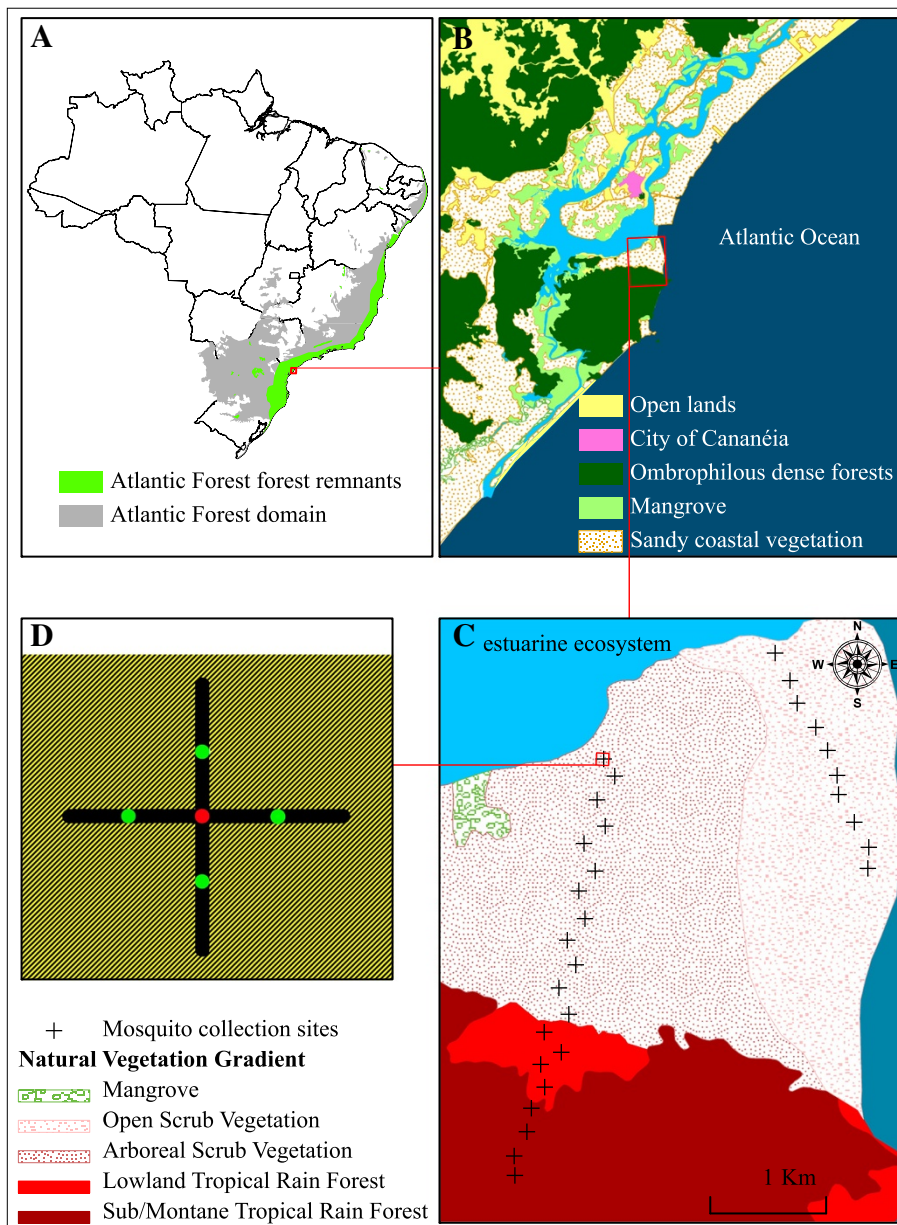 A
Atlantic Forest forest remnants
Atlantic Forest domain
B
Atlantic Ocean
Open lands
City of Cananéia
Ombrophilous dense forests
Mangrove
Sandy coastal vegetation
D
C
estuarine ecosystem
N
W
E
S
1 Km
Mosquito collection sites
Natural Vegetation Gradient
Mangrove
Open Scrub Vegetation
Arboreal Scrub Vegetation
Lowland Tropical Rain Forest
Sub/Montane Tropical Rain Forest